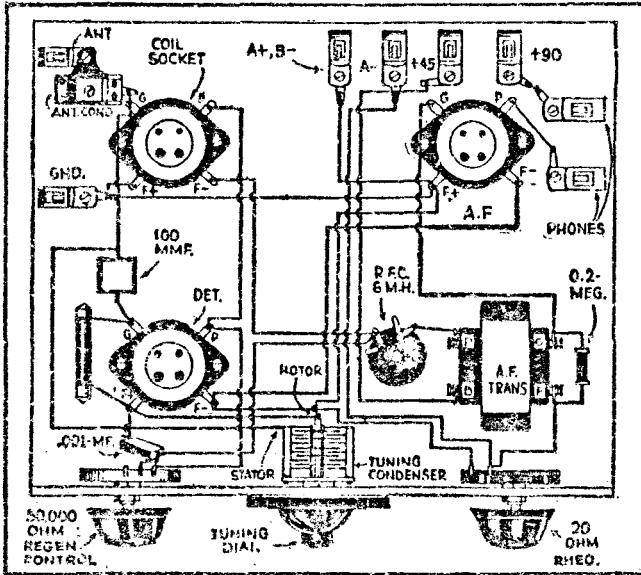 ANT
COIL
SOCKET
A+,B-
A-
+45
+90
ANT.COND.
G
P
G
P
GND.
F+
F-
F+
F-
A.F
PHONES
100
MMF.
DET.
R.F.C.
8 M.H.
0.2-
MEG.
G
P
F-
ROTOR
A.F.
TRANS
.001-MF.
STATOR
TUNING
CONDENSER
50,000
OHM
REGEN.
CONTROL
TUNING
DIAL.
20
OHM
RHEO.